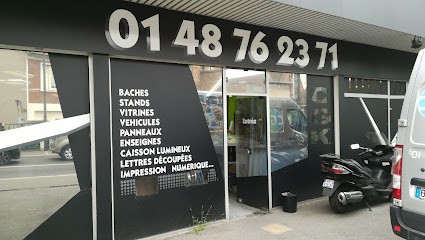 01 48 76 23 71
BACHES
STANDS
VITRINES
VEHICULES
PANNEAUX
ENSEIGNES
CAISSON LUMINEUX
LETTRES DÉCOUPÉES
IMPRESSION NUMERIQUE...
Entrée